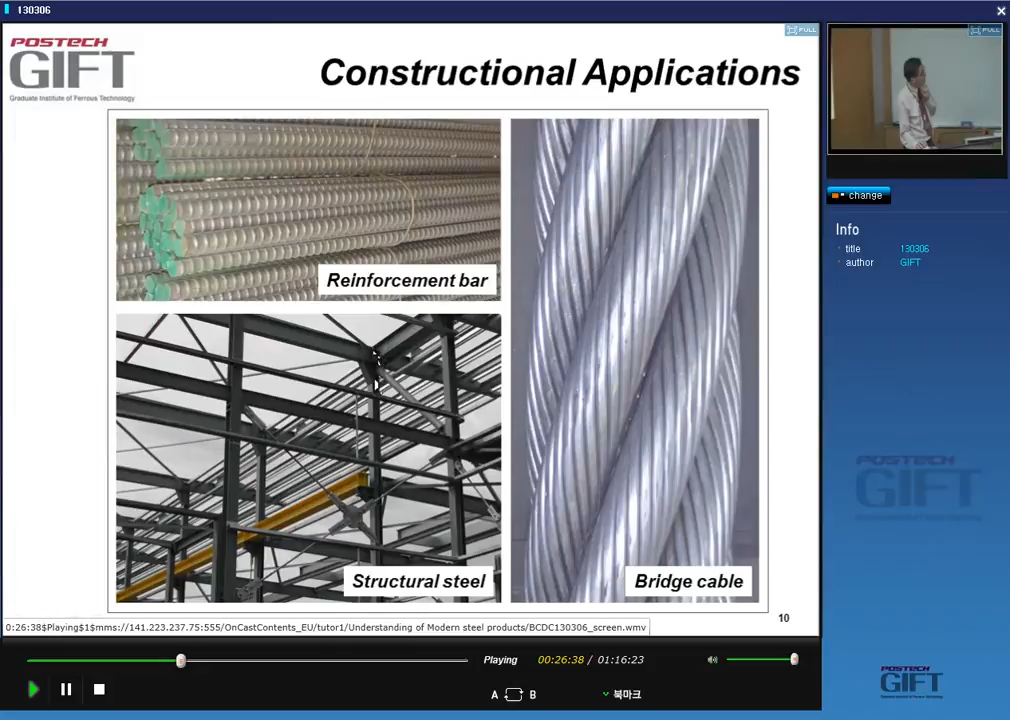 130306
POSTECH
GIFT
Graduate Institute of Ferrous Technology
Constructional Applications
FULL
FULL
Reinforcement bar
Structural steel
Bridge cable
10
change
Info
title 130306
author GIFT
POSTECH
GIFT
0:26:38$Playing$1$mms://141.223.237.75:555/OnCastContents_EU/tutor1/Understanding of Modern steel products/BCDC130306_screen.wmv
Playing 00:26:38 / 01:16:23
A B 북마크
POSTECH
GIFT